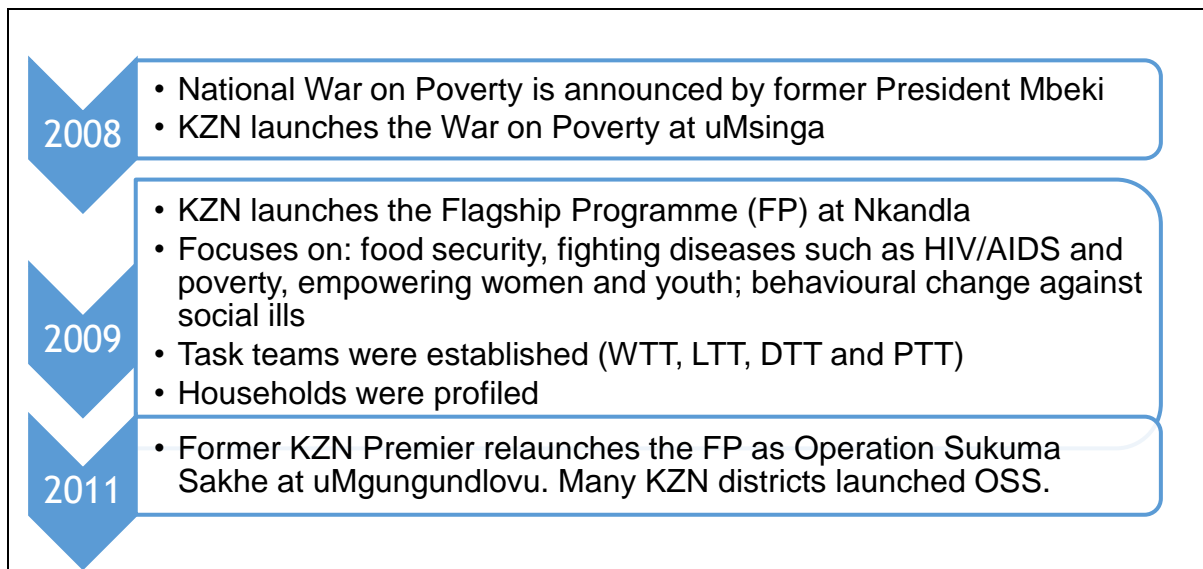 2008
• National War on Poverty is announced by former President Mbeki
• KZN launches the War on Poverty at uMsinga
2009
• KZN launches the Flagship Programme (FP) at Nkandla
• Focuses on: food security, fighting diseases such as HIV/AIDS and
poverty, empowering women and youth; behavioural change against
social ills
• Task teams were established (WTT, LTT, DTT and PTT)
• Households were profiled
2011
• Former KZN Premier relaunches the FP as Operation Sukuma
Sakhe at uMgungundlovu. Many KZN districts launched OSS.